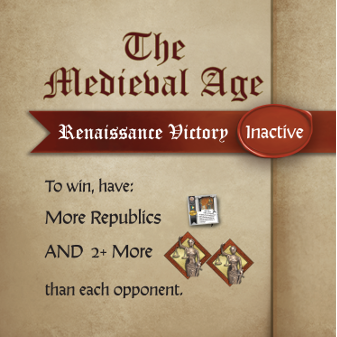 The
Medieval Age
Renaissance Victory Inactive
To win, have:
More Republics
AND 2+ More
than each opponent.